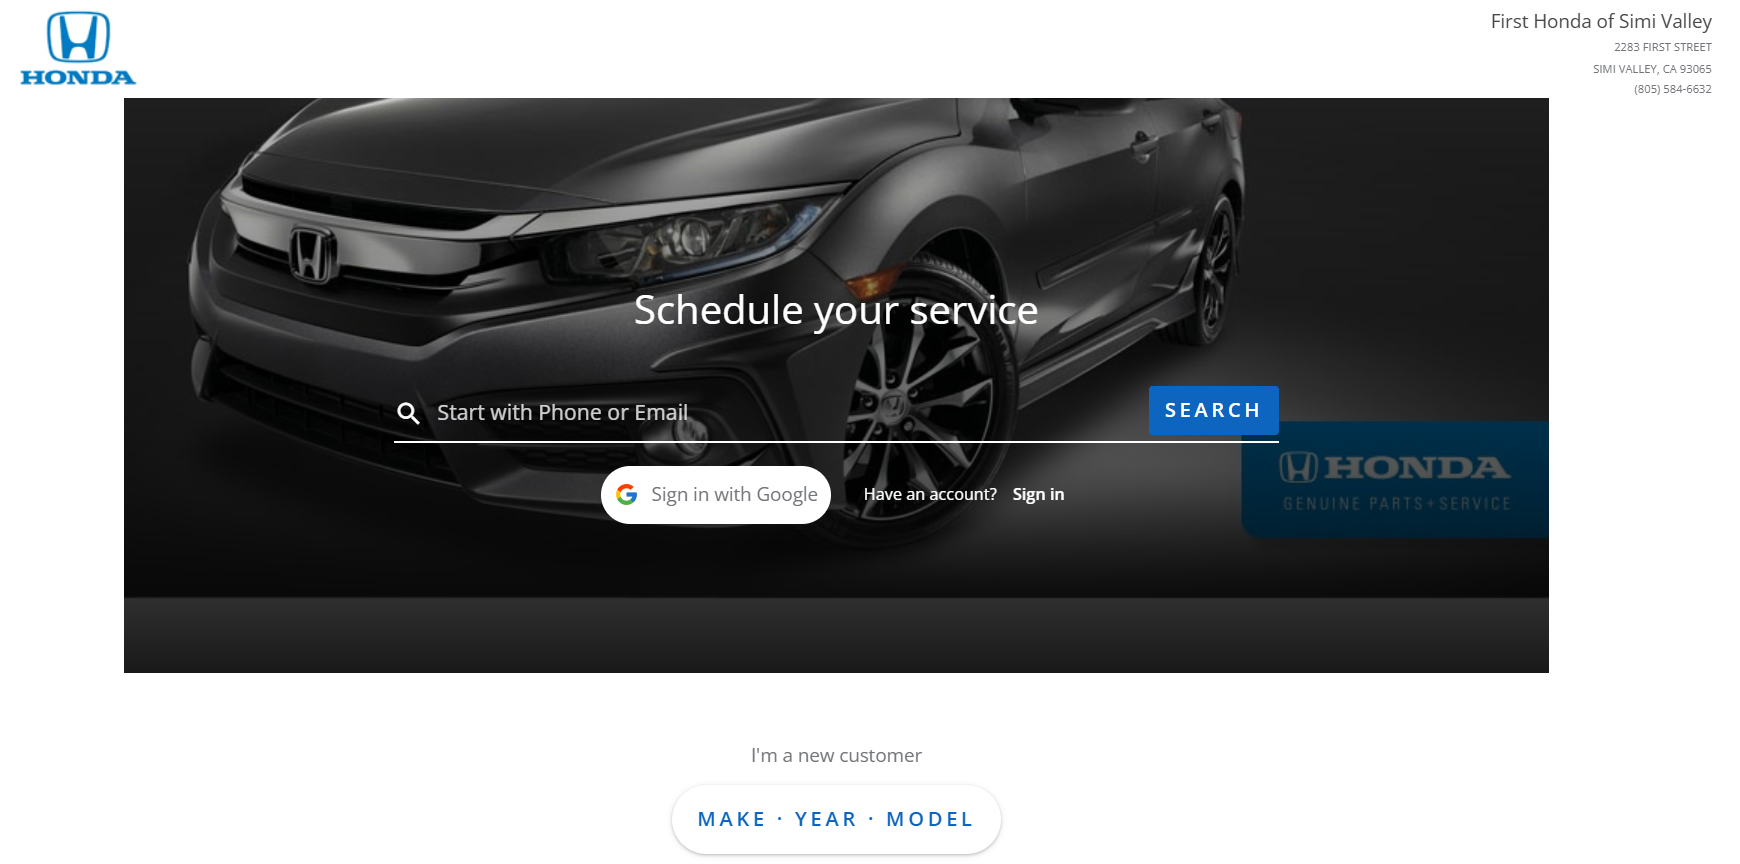 HONDA
First Honda of Simi Valley
2283 FIRST STREET
SIMI VALLEY, CA 93065
(805) 584-6632
Schedule your service
Start with Phone or Email
SEARCH
HONDA
GENUINE PARTS+SERVICE
Sign in with Google
Have an account? Sign in
I'm a new customer
MAKE · YEAR · MODEL